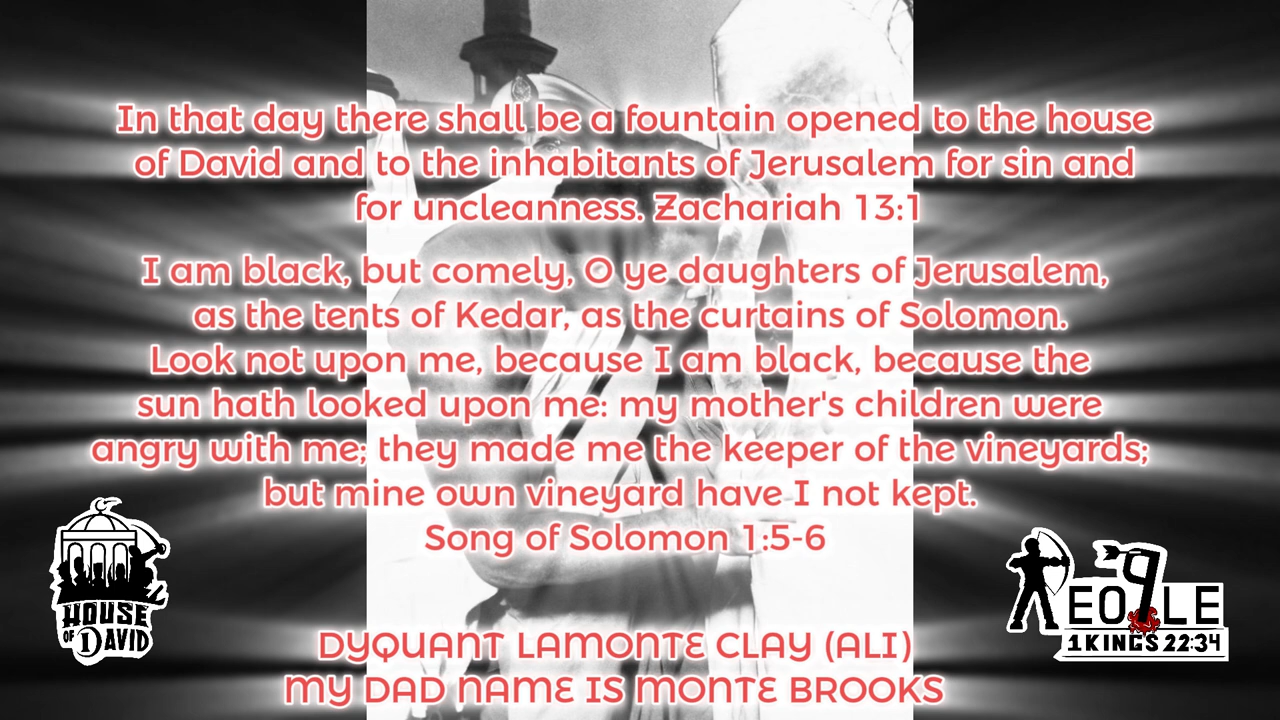 In that day there shall be a fountain opened to the house
of David and to the inhabitants of Jerusalem for sin and
for uncleanness. Zachariah 13:1
I am black, but comely, O ye daughters of Jerusalem,
as the tents of Kedar, as the curtains of Solomon.
Look not upon me, because I am black, because the
sun hath looked upon me: my mother's children were
angry with me; they made me the keeper of the vineyards;
but mine own vineyard have I not kept.
Song of Solomon 1:5-6
HOUSE
OF DAVID
EO LE
1 KINGS 22:34
DYQUANT LAMONTE CLAY (ALI)
MY DAD NAME IS MONTE BROOKS